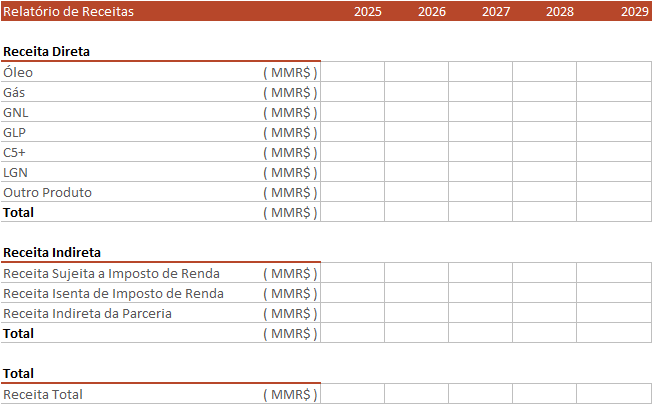 Relatório de Receitas 2025 2026 2027 2028 2029
Receita Direta
Óleo ( MMR$ )
Gás ( MMR$ )
GNL ( MMR$ )
GLP ( MMR$ )
C5+ ( MMR$ )
LGN ( MMR$ )
Outro Produto ( MMR$ )
Total ( MMR$ )
Receita Indireta
Receita Sujeita a Imposto de Renda ( MMR$ )
Receita Isenta de Imposto de Renda ( MMR$ )
Receita Indireta da Parceria ( MMR$ )
Total ( MMR$ )
Total
Receita Total ( MMR$ )